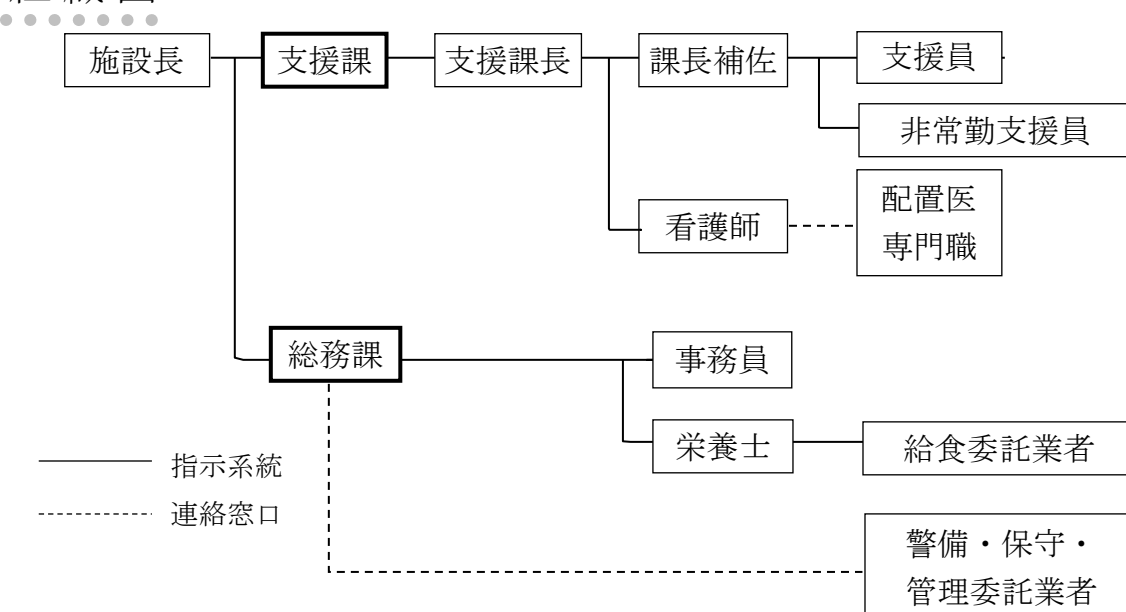 施設長
支援課
支援課長
課長補佐
支援員
非常勤支援員
看護師
配置医
専門職
総務課
事務員
栄養士
給食委託業者
指示系統
連絡窓口
警備・保守・
管理委託業者